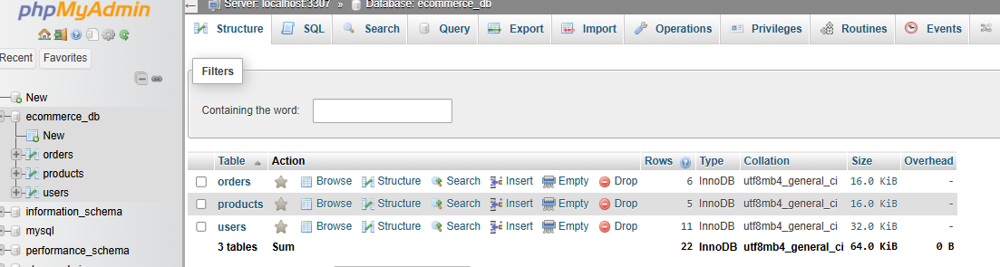 phpMyAdmin
Recent
Favorites
New
ecommerce_db
New
orders
products
users
information_schema
mysql
performance_schema
Server: localhost:3307 » Database: ecommerce_db
Structure SQL Search Query Export Import Operations Privileges Routines Events
Filters
Containing the word:
Table Action Rows Type Collation Size Overhead
orders Browse Structure Search Insert Empty Drop 6 InnoDB utf8mb4_general_ci 16.0 KiB -
products Browse Structure Search Insert Empty Drop 5 InnoDB utf8mb4_general_ci 16.0 KiB -
users Browse Structure Search Insert Empty Drop 11 InnoDB utf8mb4_general_ci 32.0 KiB -
3 tables Sum 22 InnoDB utf8mb4_general_ci 64.0 KiB 0 B